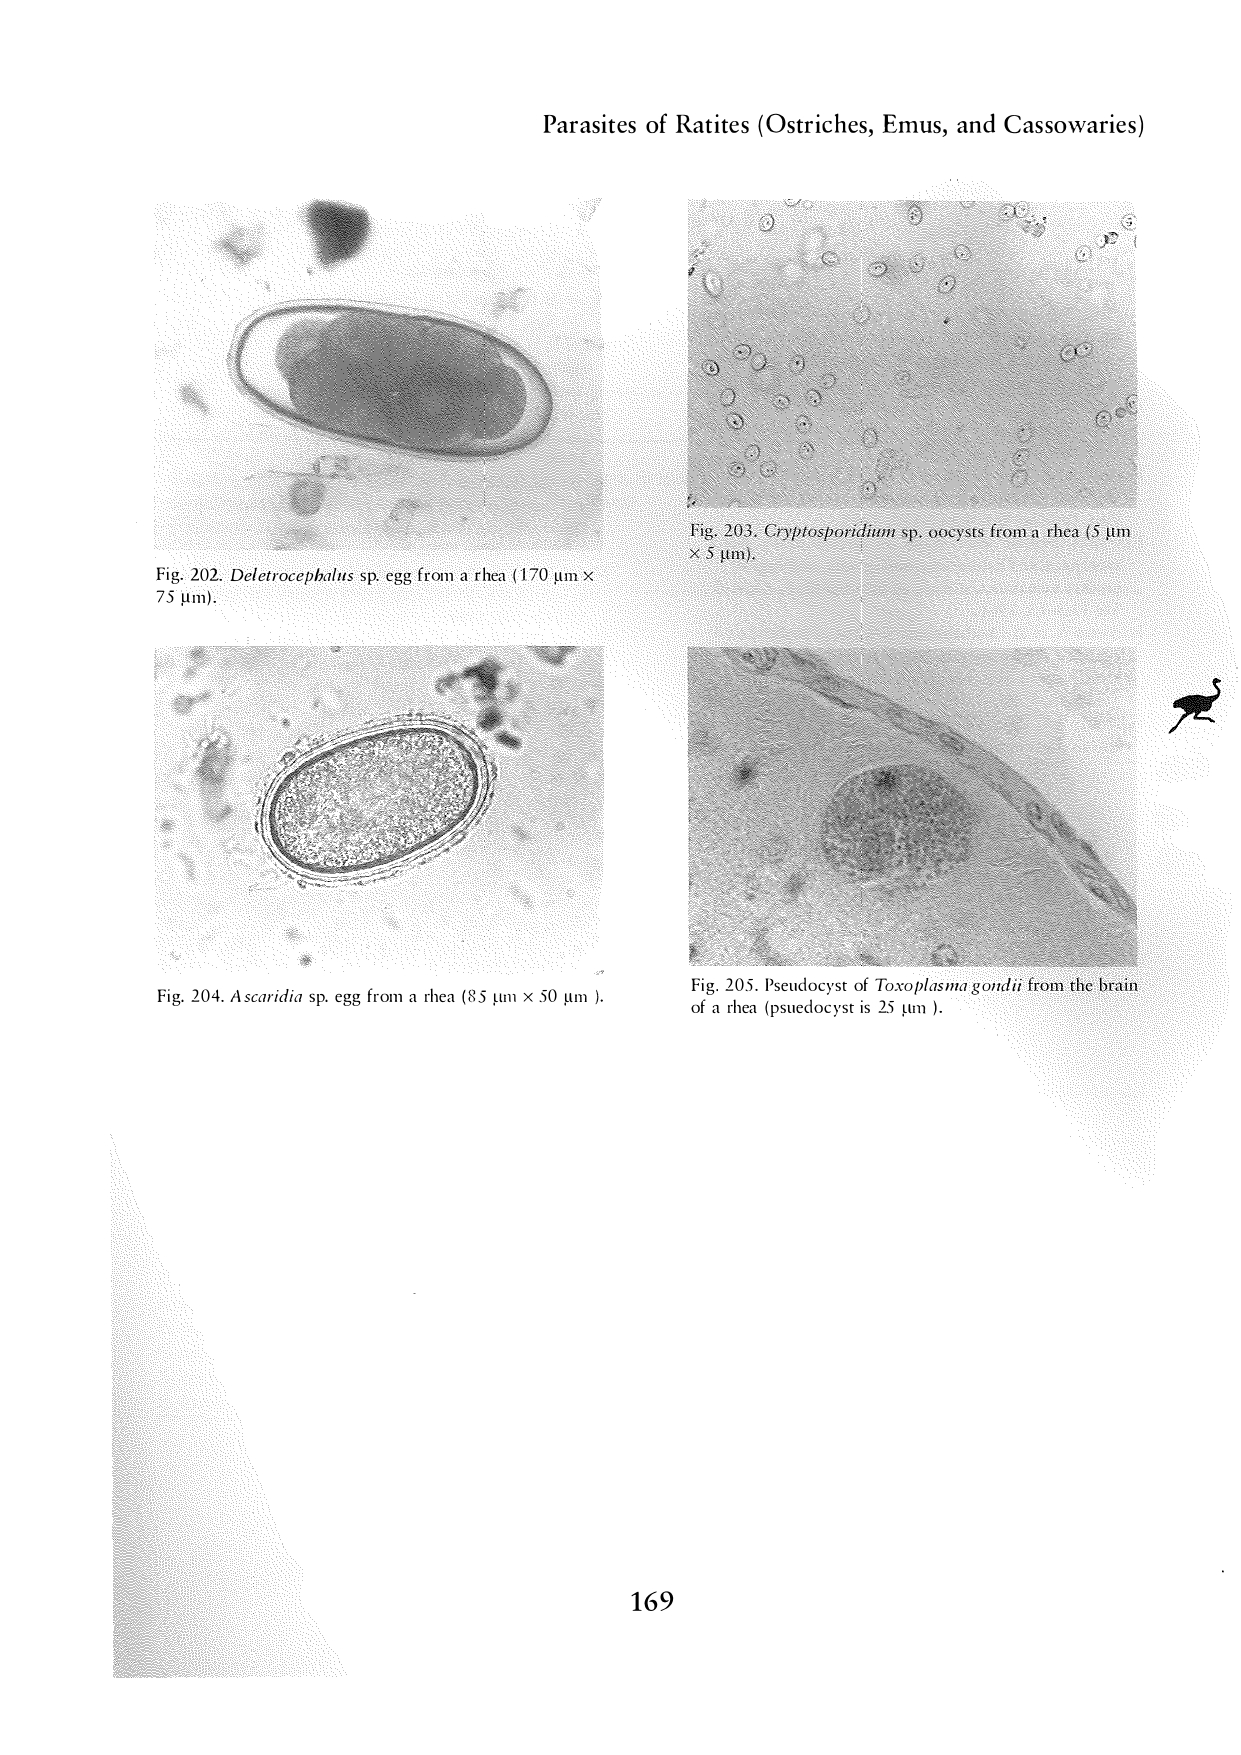 Parasites of Ratites (Ostriches, Emus, and Cassowaries)
Fig. 202. Deletrocephalus sp. egg from a rhea (170 µm ×
75 µm).
Fig. 203. Cryptosporidium sp. oocysts from a rhea (5 µm
× 5 µm).
Fig. 204. Ascaridia sp. egg from a rhea (85 µm × 50 µm ).
Fig. 205. Pseudocyst of Toxoplasma gondii from the brain
of a rhea (psuedocyst is 25 µm ).
169